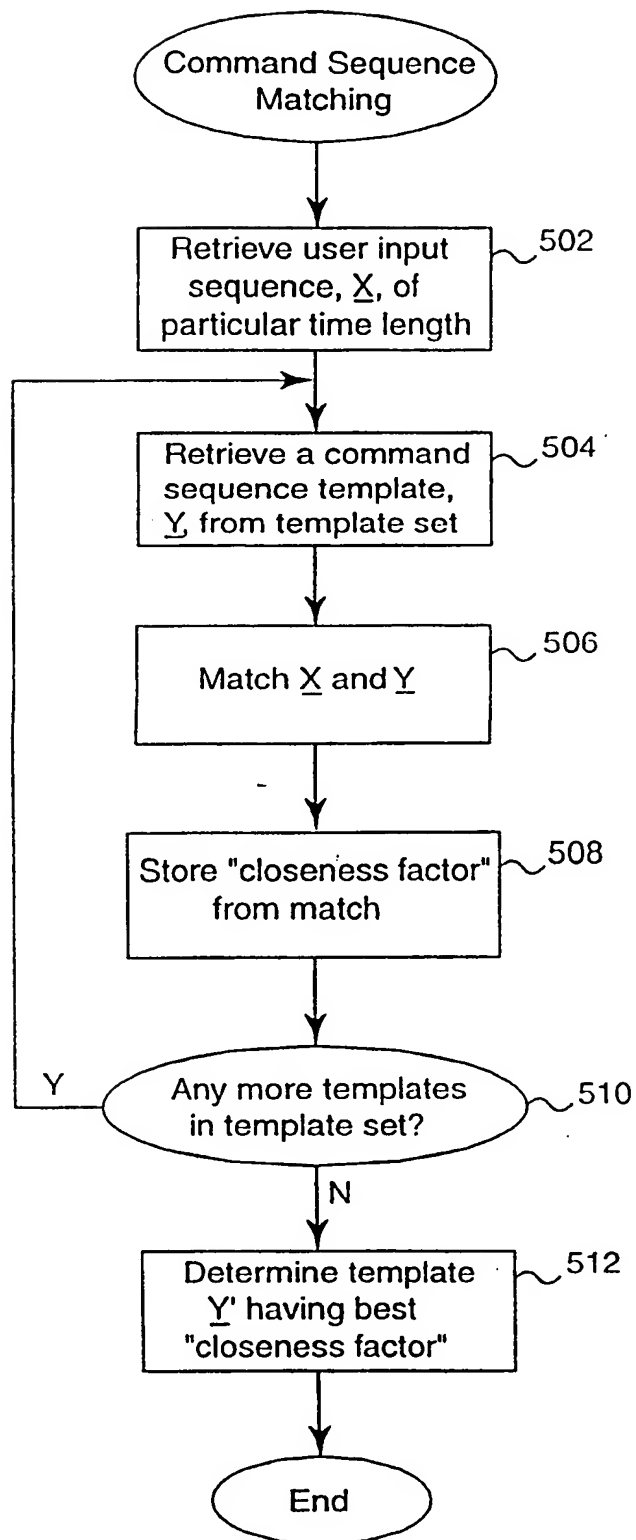 Command Sequence
Matching
502
Retrieve user input
sequence, X, of
particular time length
504
Retrieve a command
sequence template,
Y, from template set
506
Match X and Y
508
Store "closeness factor"
from match
Y
Any more templates
in template set?
510
N
512
Determine template
Y' having best
"closeness factor"
End